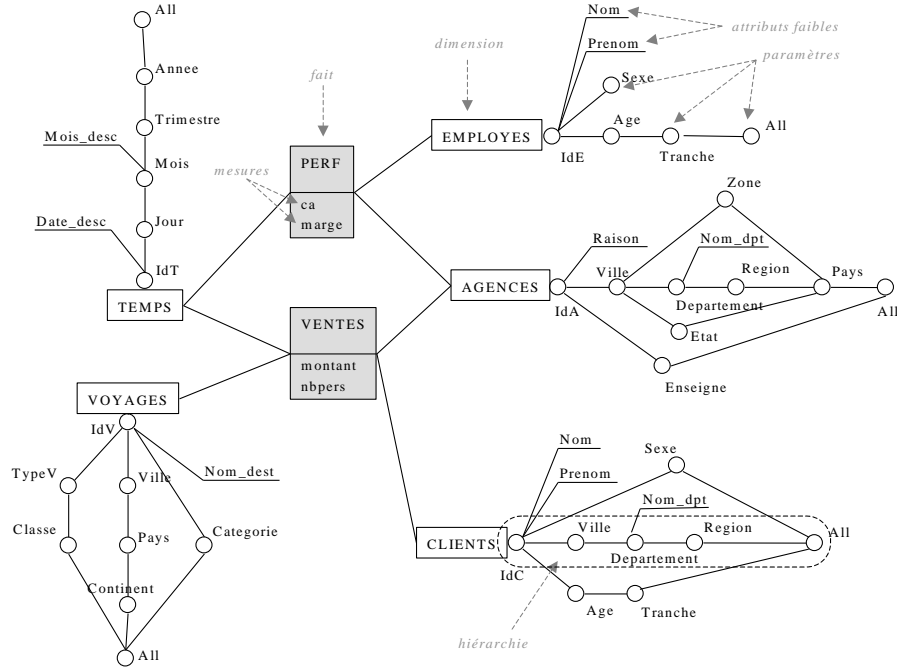 All
Annee
Trimestre
Mois_desc
Mois
Date_desc
Jour
IdT
TEMPS
fait
PERF
mesures
ca
marge
dimension
EMPLOYES
Nom
Prenom
attributs faibles
Sexe
paramètres
IdE
Age
Tranche
All
AGENCES
IdA
Raison
Zone
Ville
Nom_dpt
Departement
Region
Pays
All
Etat
Enseigne
VENTES
montant
nbpers
VOYAGES
IdV
TypeV
Ville
Nom_dest
Classe
Pays
Categorie
Continent
All
CLIENTS
IdC
Nom
Prenom
Sexe
Ville
Nom_dpt
Departement
Region
All
Age
Tranche
hiérarchie